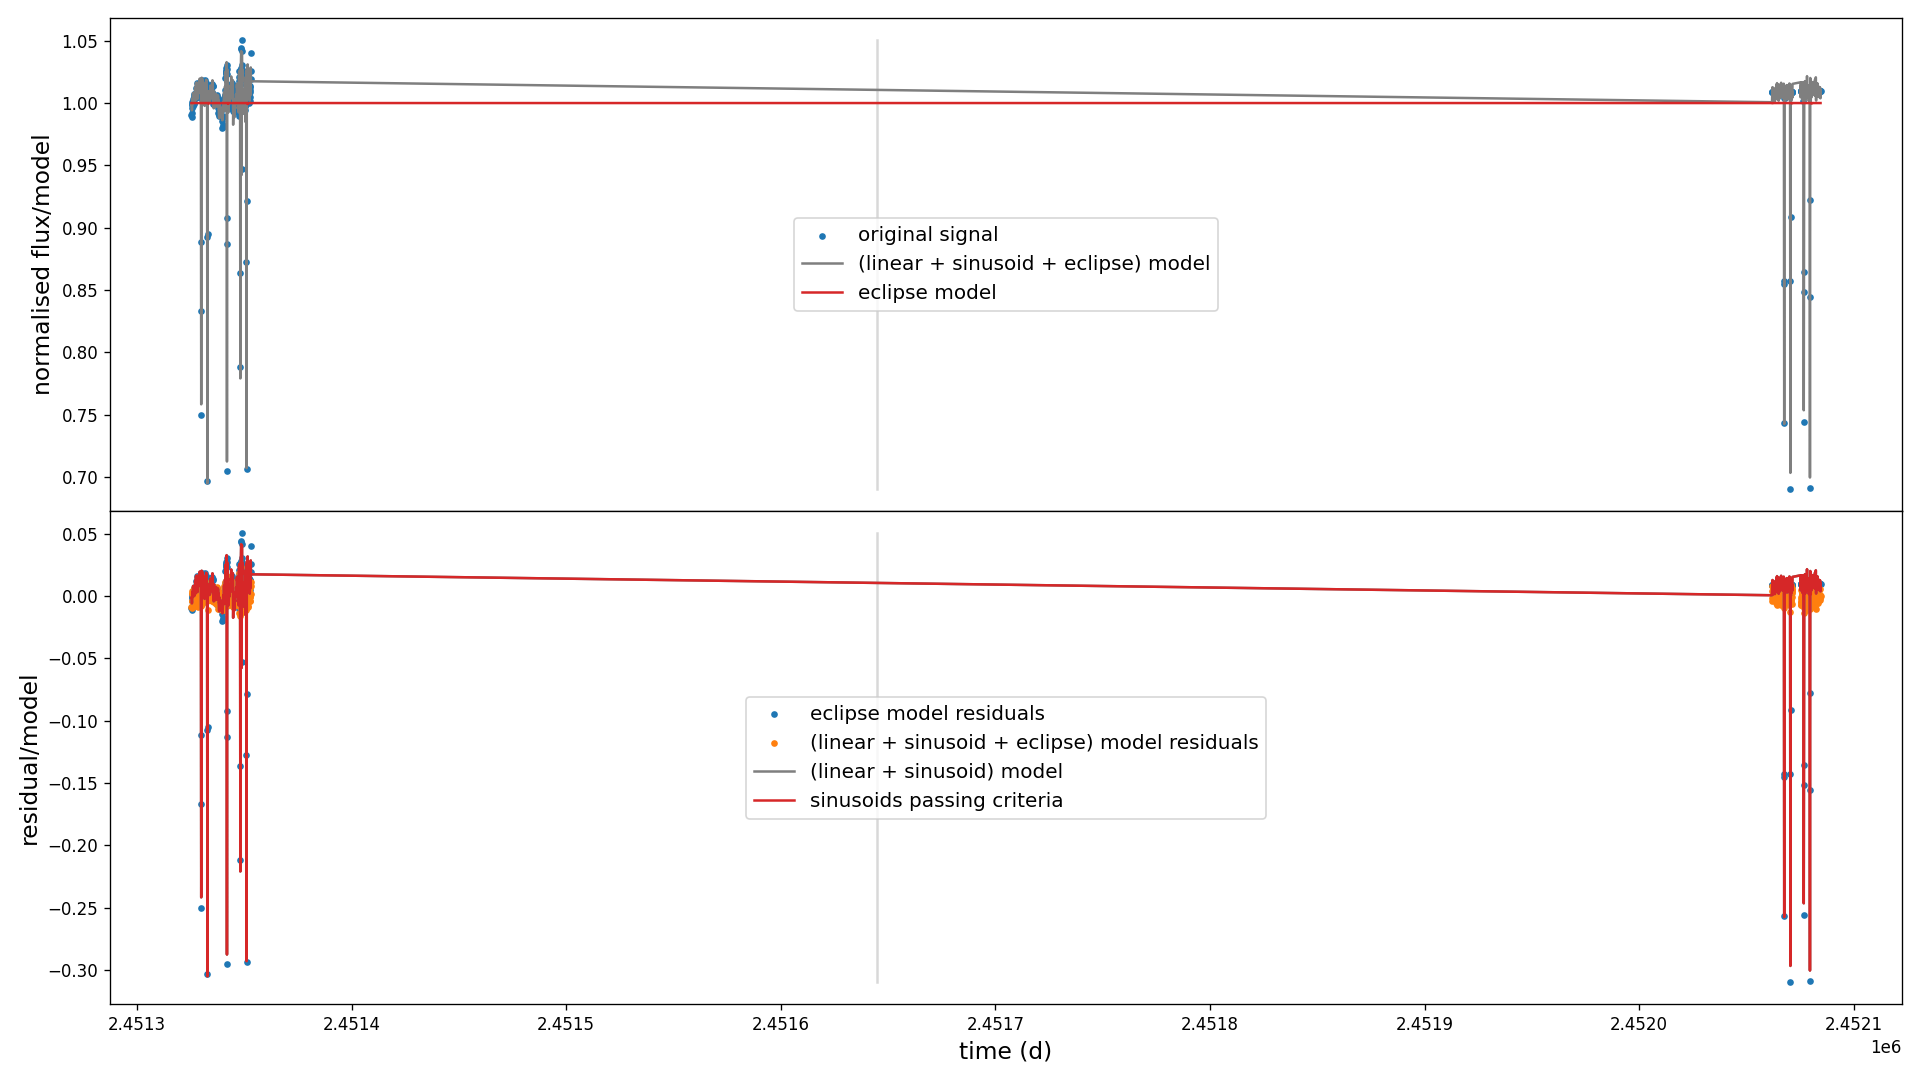 1.05
1.00
0.95
0.90
0.85
0.80
0.75
0.70
normalised flux/model
original signal
(linear + sinusoid + eclipse) model
eclipse model
0.05
0.00
−0.05
−0.10
−0.15
−0.20
−0.25
−0.30
residual/model
eclipse model residuals
(linear + sinusoid + eclipse) model residuals
(linear + sinusoid) model
sinusoids passing criteria
2.4513 2.4514 2.4515 2.4516 2.4517 2.4518 2.4519 2.4520 2.4521
1e6
time (d)